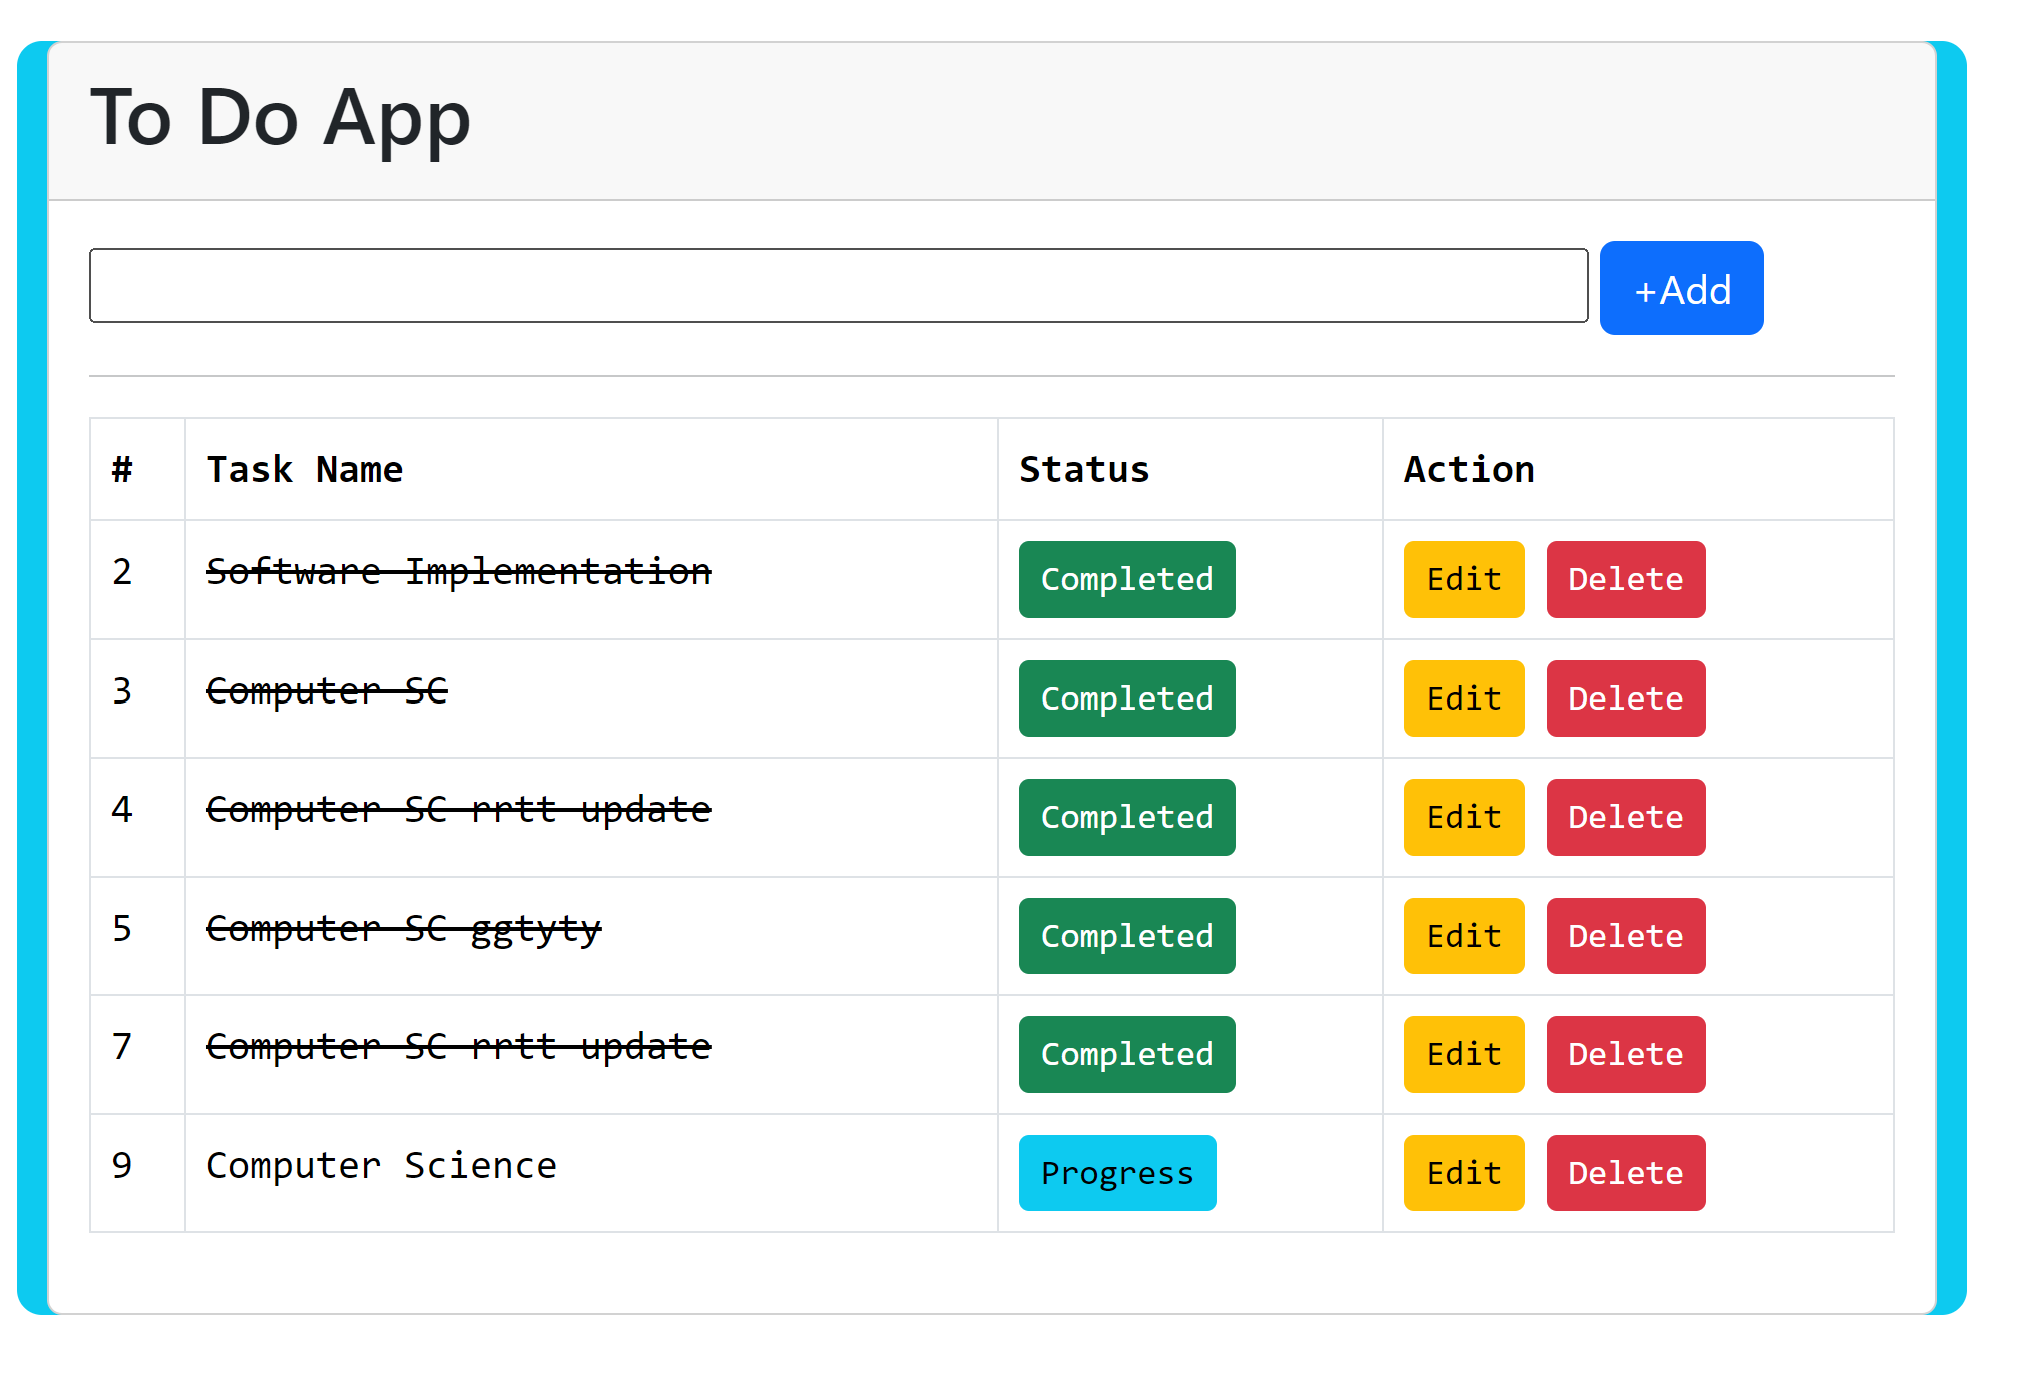 To Do App
+Add
# Task Name Status Action
2 Software Implementation Completed Edit Delete
3 Computer SC Completed Edit Delete
4 Computer SC rrtt update Completed Edit Delete
5 Computer SC ggtyty Completed Edit Delete
7 Computer SC rrtt update Completed Edit Delete
9 Computer Science Progress Edit Delete